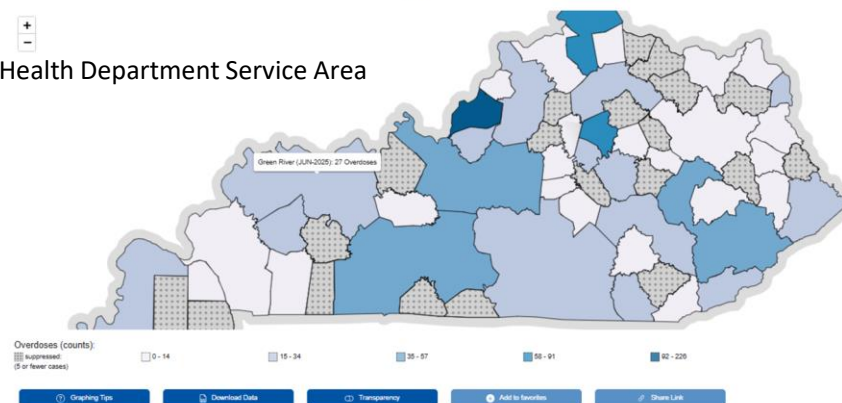 +
−
Health Department Service Area
Green River (JUN-2025): 27 Overdoses
Overdoses (counts):
suppressed: 0 - 14 15 - 34 35 - 57 58 - 91 92 - 226
(5 or fewer cases)
Graphing Tips Download Data Transparency Add to favorites Share Link